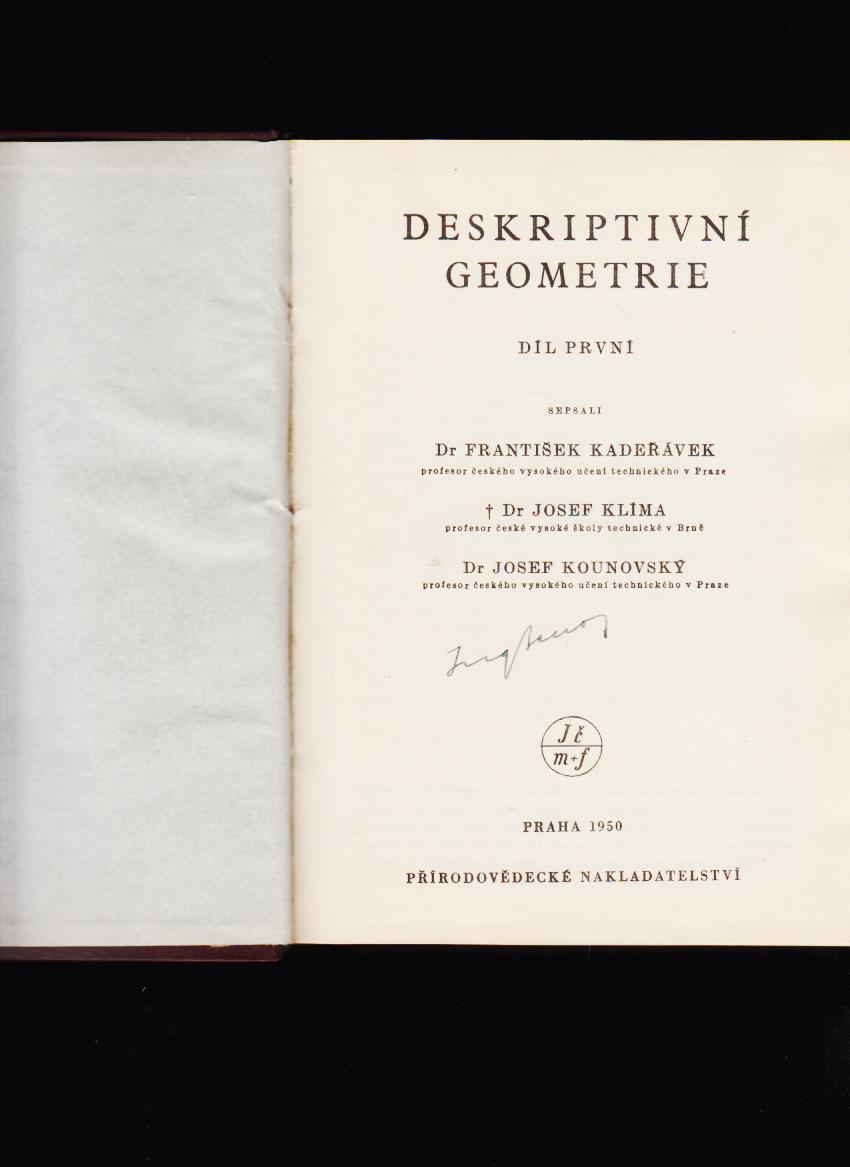 DESKRIPTIVNÍ
GEOMETRIE
DÍL PRVNÍ
SEPSALI
Dr FRANTIŠEK KADEŘÁVEK
profesor českého vysokého učení technického v Praze
† Dr JOSEF KLÍMA
profesor české vysoké školy technické v Brně
Dr JOSEF KOUNOVSKÝ
profesor českého vysokého učení technického v Praze
Jč
m+f
PRAHA 1950
PŘÍRODOVĚDECKÉ NAKLADATELSTVÍ